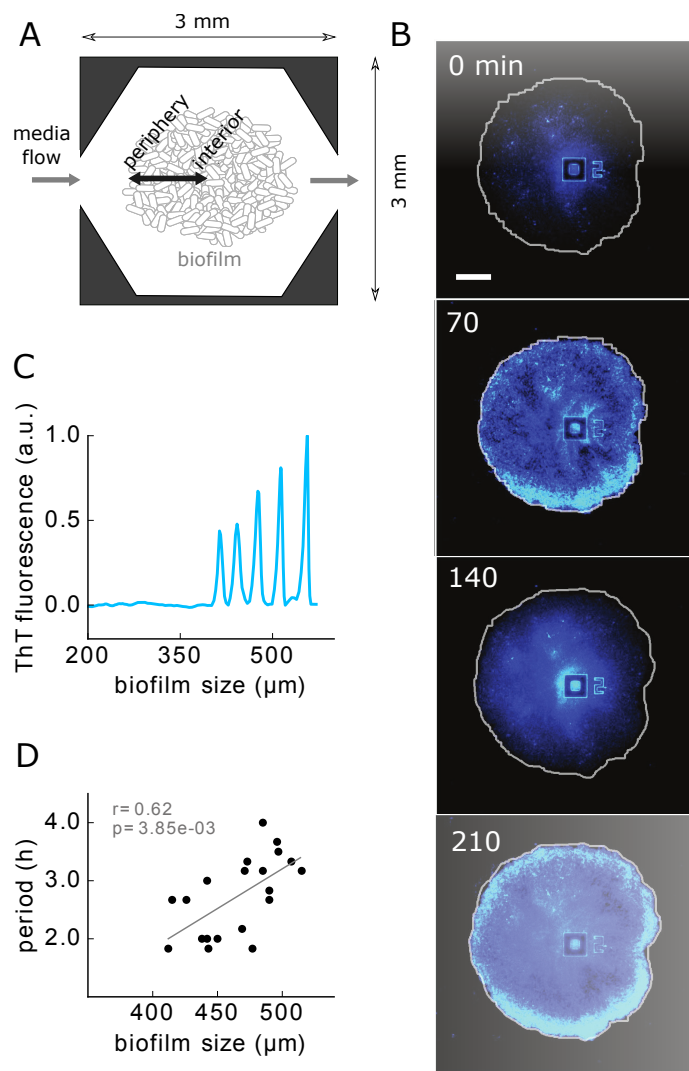 A
3 mm
media
flow
periphery
interior
biofilm
3 mm
B
0 min
70
140
210
C
ThT fluorescence (a.u.)
1.0
0.5
0.0
200
350
500
biofilm size (µm)
D
r= 0.62
p= 3.85e-03
period (h)
4.0
3.0
2.0
400
450
500
biofilm size (µm)